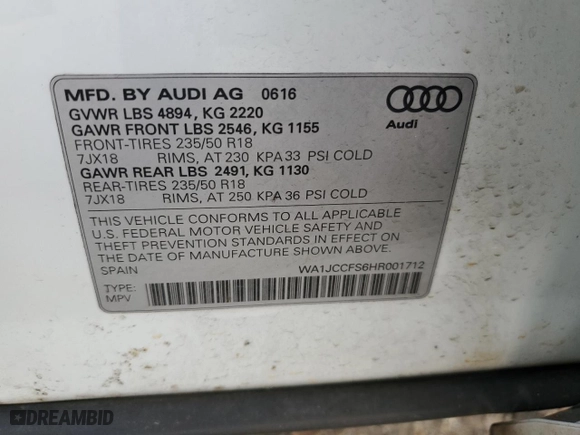 MFD. BY AUDI AG 0616
GVWR LBS 4894, KG 2220
GAWR FRONT LBS 2546, KG 1155
FRONT-TIRES 235/50 R18
7JX18 RIMS, AT 230 KPA 33 PSI COLD
GAWR REAR LBS 2491, KG 1130
REAR-TIRES 235/50 R18
7JX18 RIMS, AT 250 KPA 36 PSI COLD
Audi
THIS VEHICLE CONFORMS TO ALL APPLICABLE
U.S. FEDERAL MOTOR VEHICLE SAFETY AND
THEFT PREVENTION STANDARDS IN EFFECT ON
THE DATE OF MANUFACTURE SHOWN ABOVE.
SPAIN WA1JCCFS6HR001712
TYPE:
MPV
DREAMBID